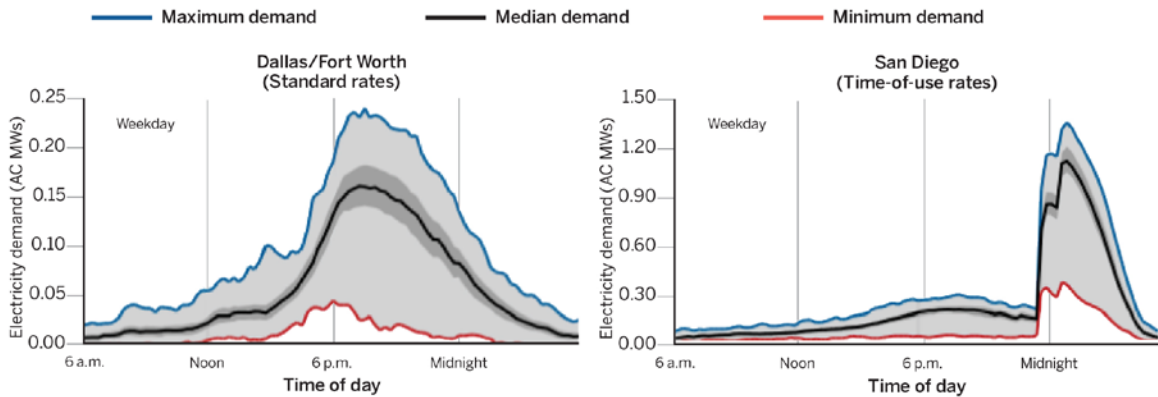 Maximum demand
Median demand
Minimum demand
Dallas/Fort Worth
(Standard rates)
Electricity demand (AC MWs)
0.25
0.20
0.15
0.10
0.05
0.00
Weekday
6 a.m.
Noon
6 p.m.
Midnight
Time of day
San Diego
(Time-of-use rates)
Electricity demand (AC MWs)
1.50
1.20
0.90
0.60
0.30
0.00
Weekday
6 a.m.
Noon
6 p.m.
Midnight
Time of day